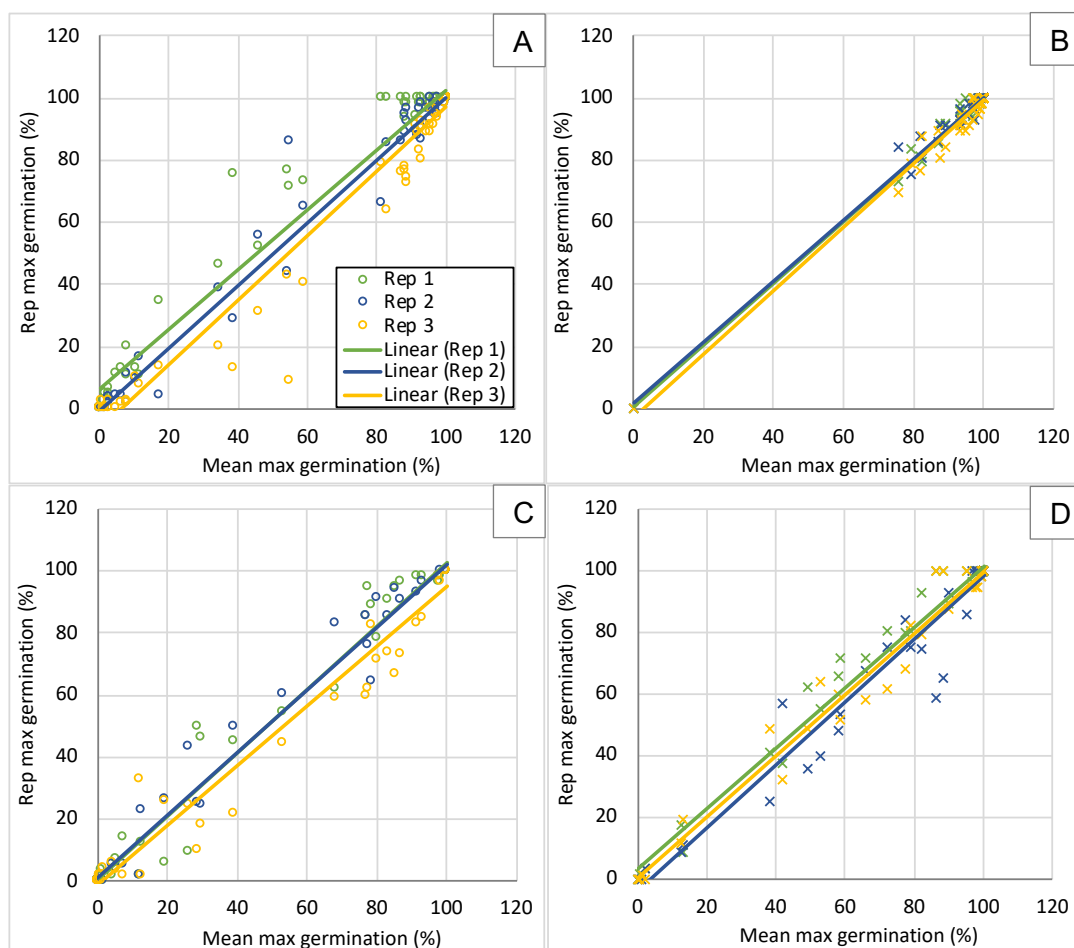 A
Rep max germination (%)
120
100
80
60
40
20
0
0 20 40 60 80 100 120
Mean max germination (%)
Rep 1
Rep 2
Rep 3
Linear (Rep 1)
Linear (Rep 2)
Linear (Rep 3)
B
Rep max germination (%)
120
100
80
60
40
20
0
0 20 40 60 80 100 120
Mean max germination (%)
C
Rep max germination (%)
120
100
80
60
40
20
0
0 20 40 60 80 100 120
Mean max germination (%)
D
Rep max germination (%)
120
100
80
60
40
20
0
0 20 40 60 80 100 120
Mean max germination (%)